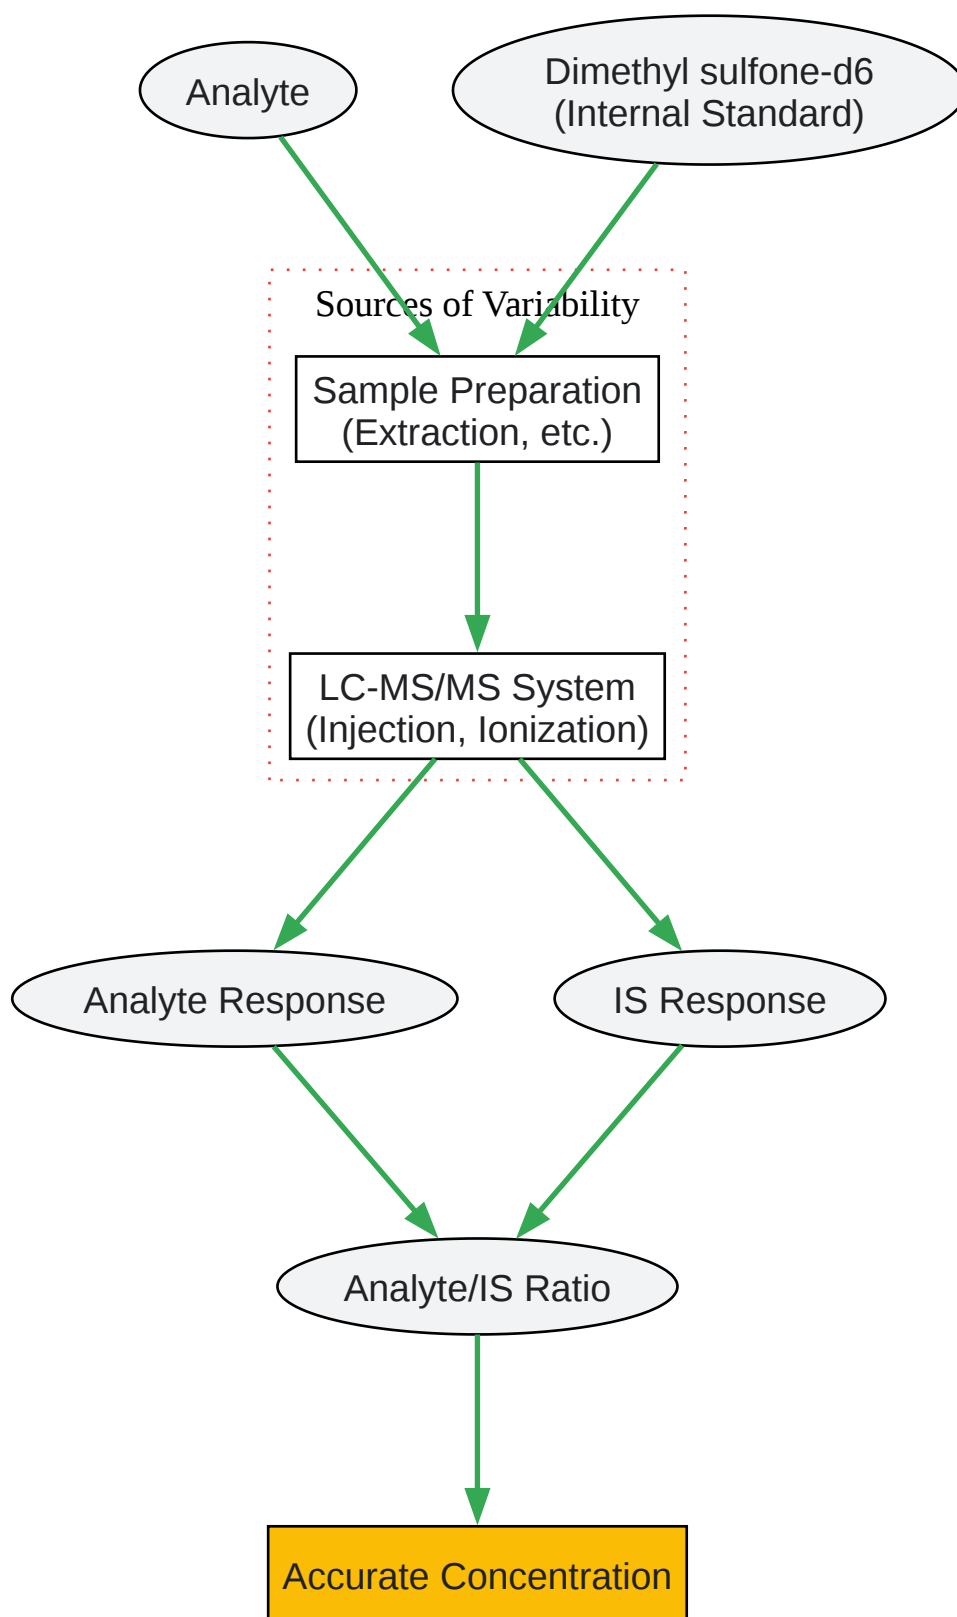 Analyte
Dimethyl sulfone-d6
(Internal Standard)
Sources of Variability
Sample Preparation
(Extraction, etc.)
LC-MS/MS System
(Injection, Ionization)
Analyte Response
IS Response
Analyte/IS Ratio
Accurate Concentration